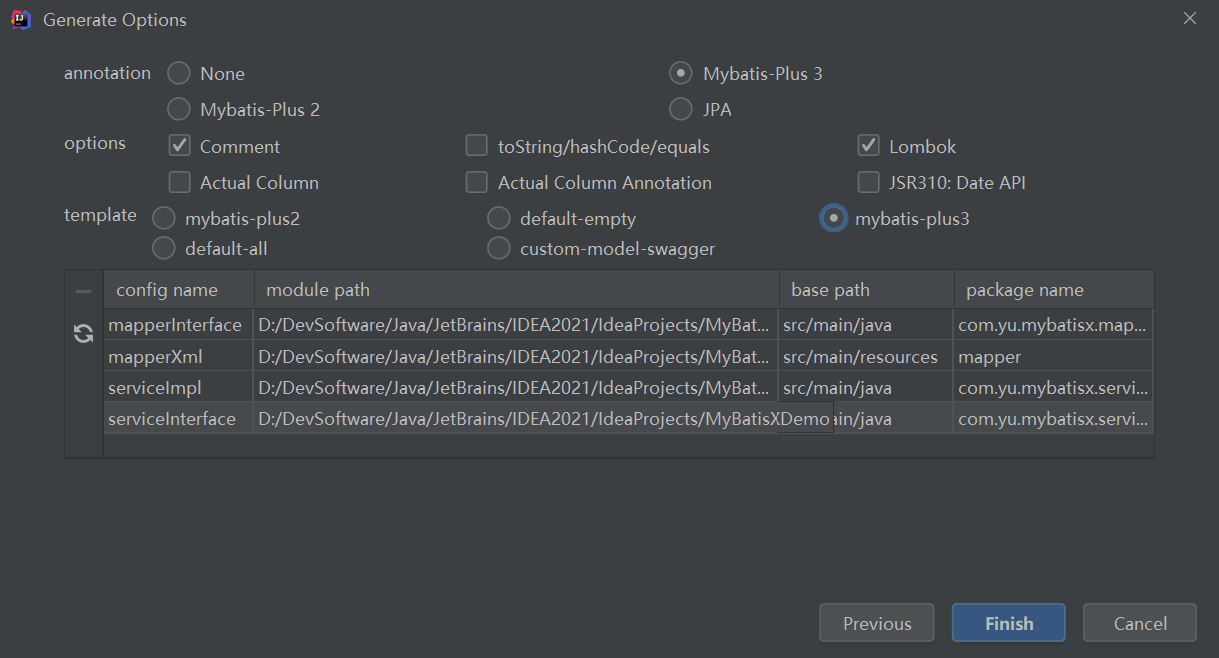 Generate Options
annotation None Mybatis-Plus 3
Mybatis-Plus 2 JPA
options Comment toString/hashCode/equals Lombok
Actual Column Actual Column Annotation JSR310: Date API
template mybatis-plus2 default-empty mybatis-plus3
default-all custom-model-swagger
config name module path base path package name
mapperInterface D:/DevSoftware/Java/JetBrains/IDEA2021/IdeaProjects/MyBat... src/main/java com.yu.mybatisx.map...
mapperXml D:/DevSoftware/Java/JetBrains/IDEA2021/IdeaProjects/MyBat... src/main/resources mapper
serviceImpl D:/DevSoftware/Java/JetBrains/IDEA2021/IdeaProjects/MyBat... src/main/java com.yu.mybatisx.servi...
serviceInterface D:/DevSoftware/Java/JetBrains/IDEA2021/IdeaProjects/MyBatisXDemo ain/java com.yu.mybatisx.servi...
Previous Finish Cancel